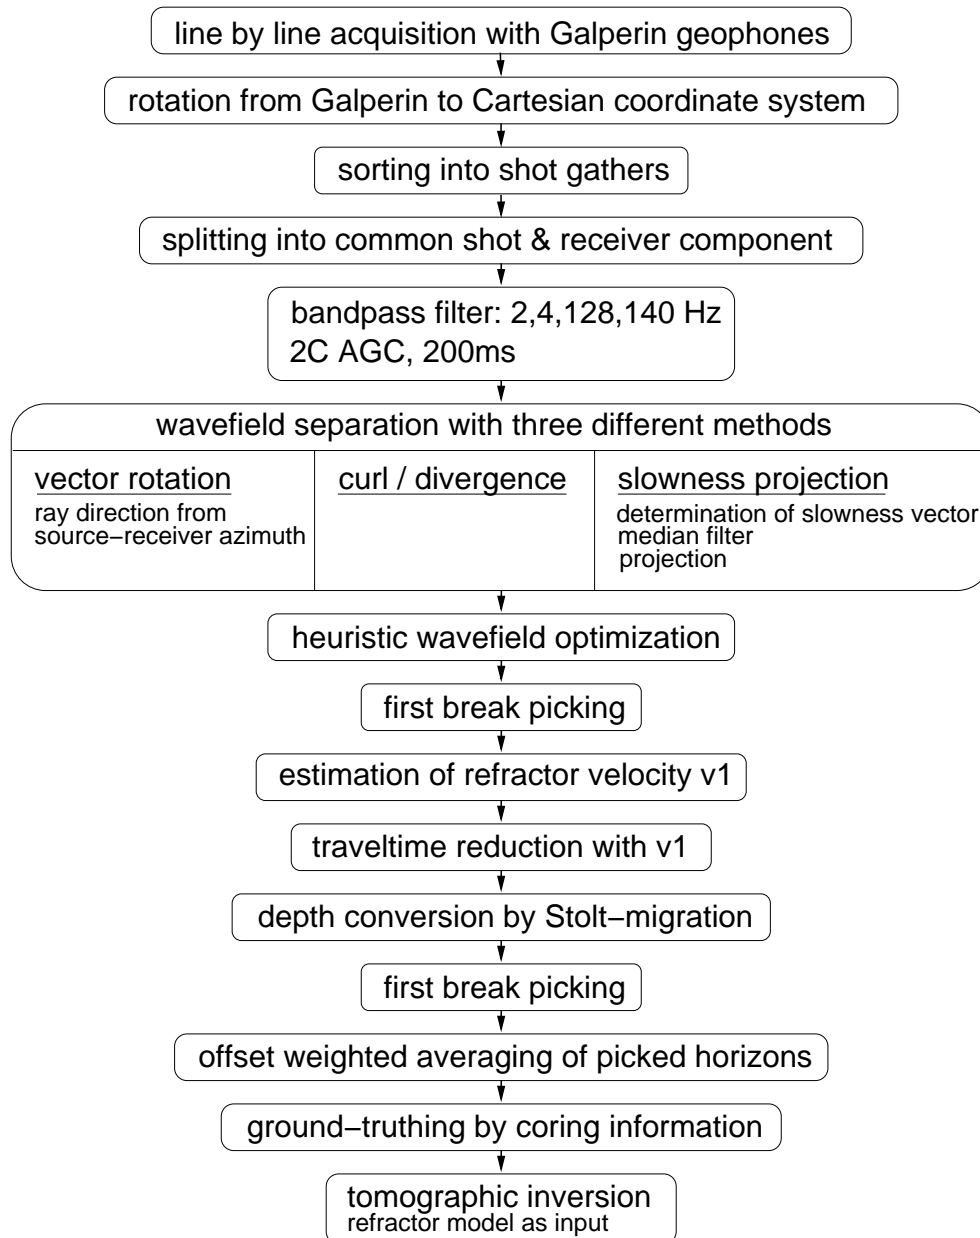 line by line acquisition with Galperin geophones
rotation from Galperin to Cartesian coordinate system
sorting into shot gathers
splitting into common shot & receiver component
bandpass filter: 2,4,128,140 Hz
2C AGC, 200ms
wavefield separation with three different methods
vector rotation
ray direction from
source−receiver azimuth
curl / divergence
slowness projection
determination of slowness vector
median filter
projection
heuristic wavefield optimization
first break picking
estimation of refractor velocity v1
traveltime reduction with v1
depth conversion by Stolt−migration
first break picking
offset weighted averaging of picked horizons
ground−truthing by coring information
tomographic inversion
refractor model as input